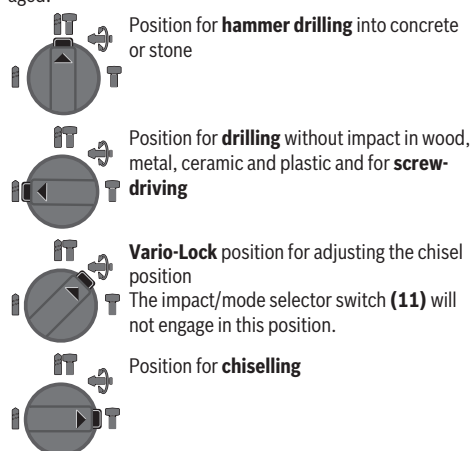 aged.
Position for hammer drilling into concrete
or stone
Position for drilling without impact in wood,
metal, ceramic and plastic and for screw-
driving
Vario-Lock position for adjusting the chisel
position
The impact/mode selector switch (11) will
not engage in this position.
Position for chiselling